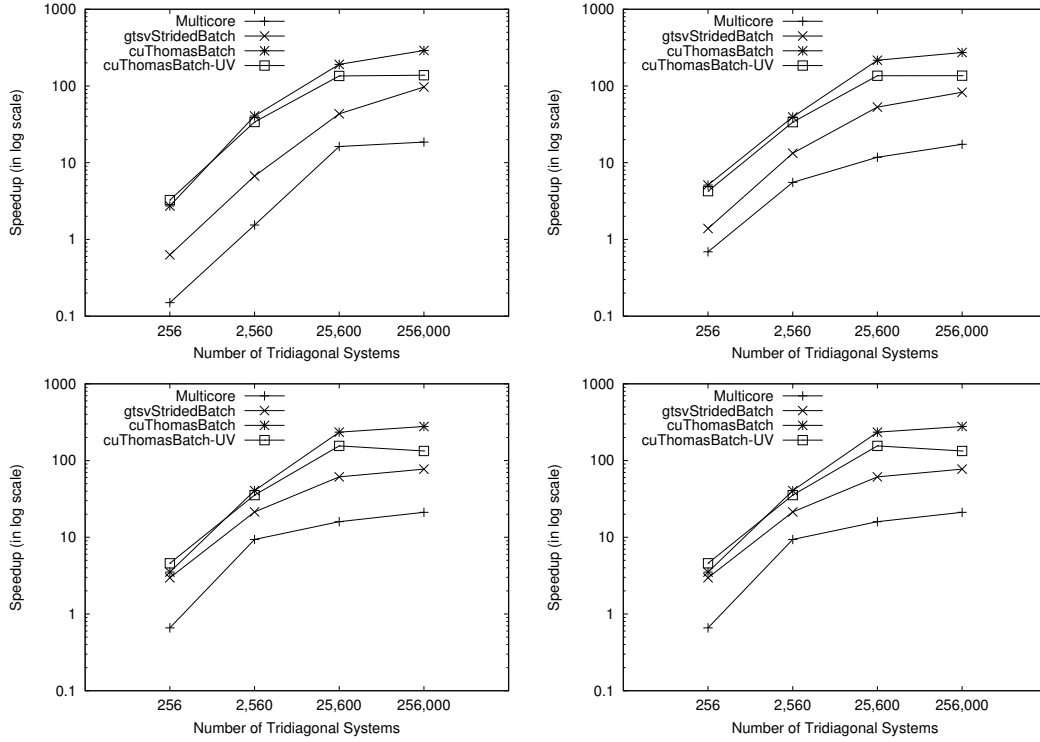 1000
100
10
1
0.1
Speedup (in log scale)
Multicore
gtsvStridedBatch
cuThomasBatch
cuThomasBatch-UV
256 2,560 25,600 256,000
Number of Tridiagonal Systems
1000
100
10
1
0.1
Speedup (in log scale)
Multicore
gtsvStridedBatch
cuThomasBatch
cuThomasBatch-UV
256 2,560 25,600 256,000
Number of Tridiagonal Systems
1000
100
10
1
0.1
Speedup (in log scale)
Multicore
gtsvStridedBatch
cuThomasBatch
cuThomasBatch-UV
256 2,560 25,600 256,000
Number of Tridiagonal Systems
1000
100
10
1
0.1
Speedup (in log scale)
Multicore
gtsvStridedBatch
cuThomasBatch
cuThomasBatch-UV
256 2,560 25,600 256,000
Number of Tridiagonal Systems